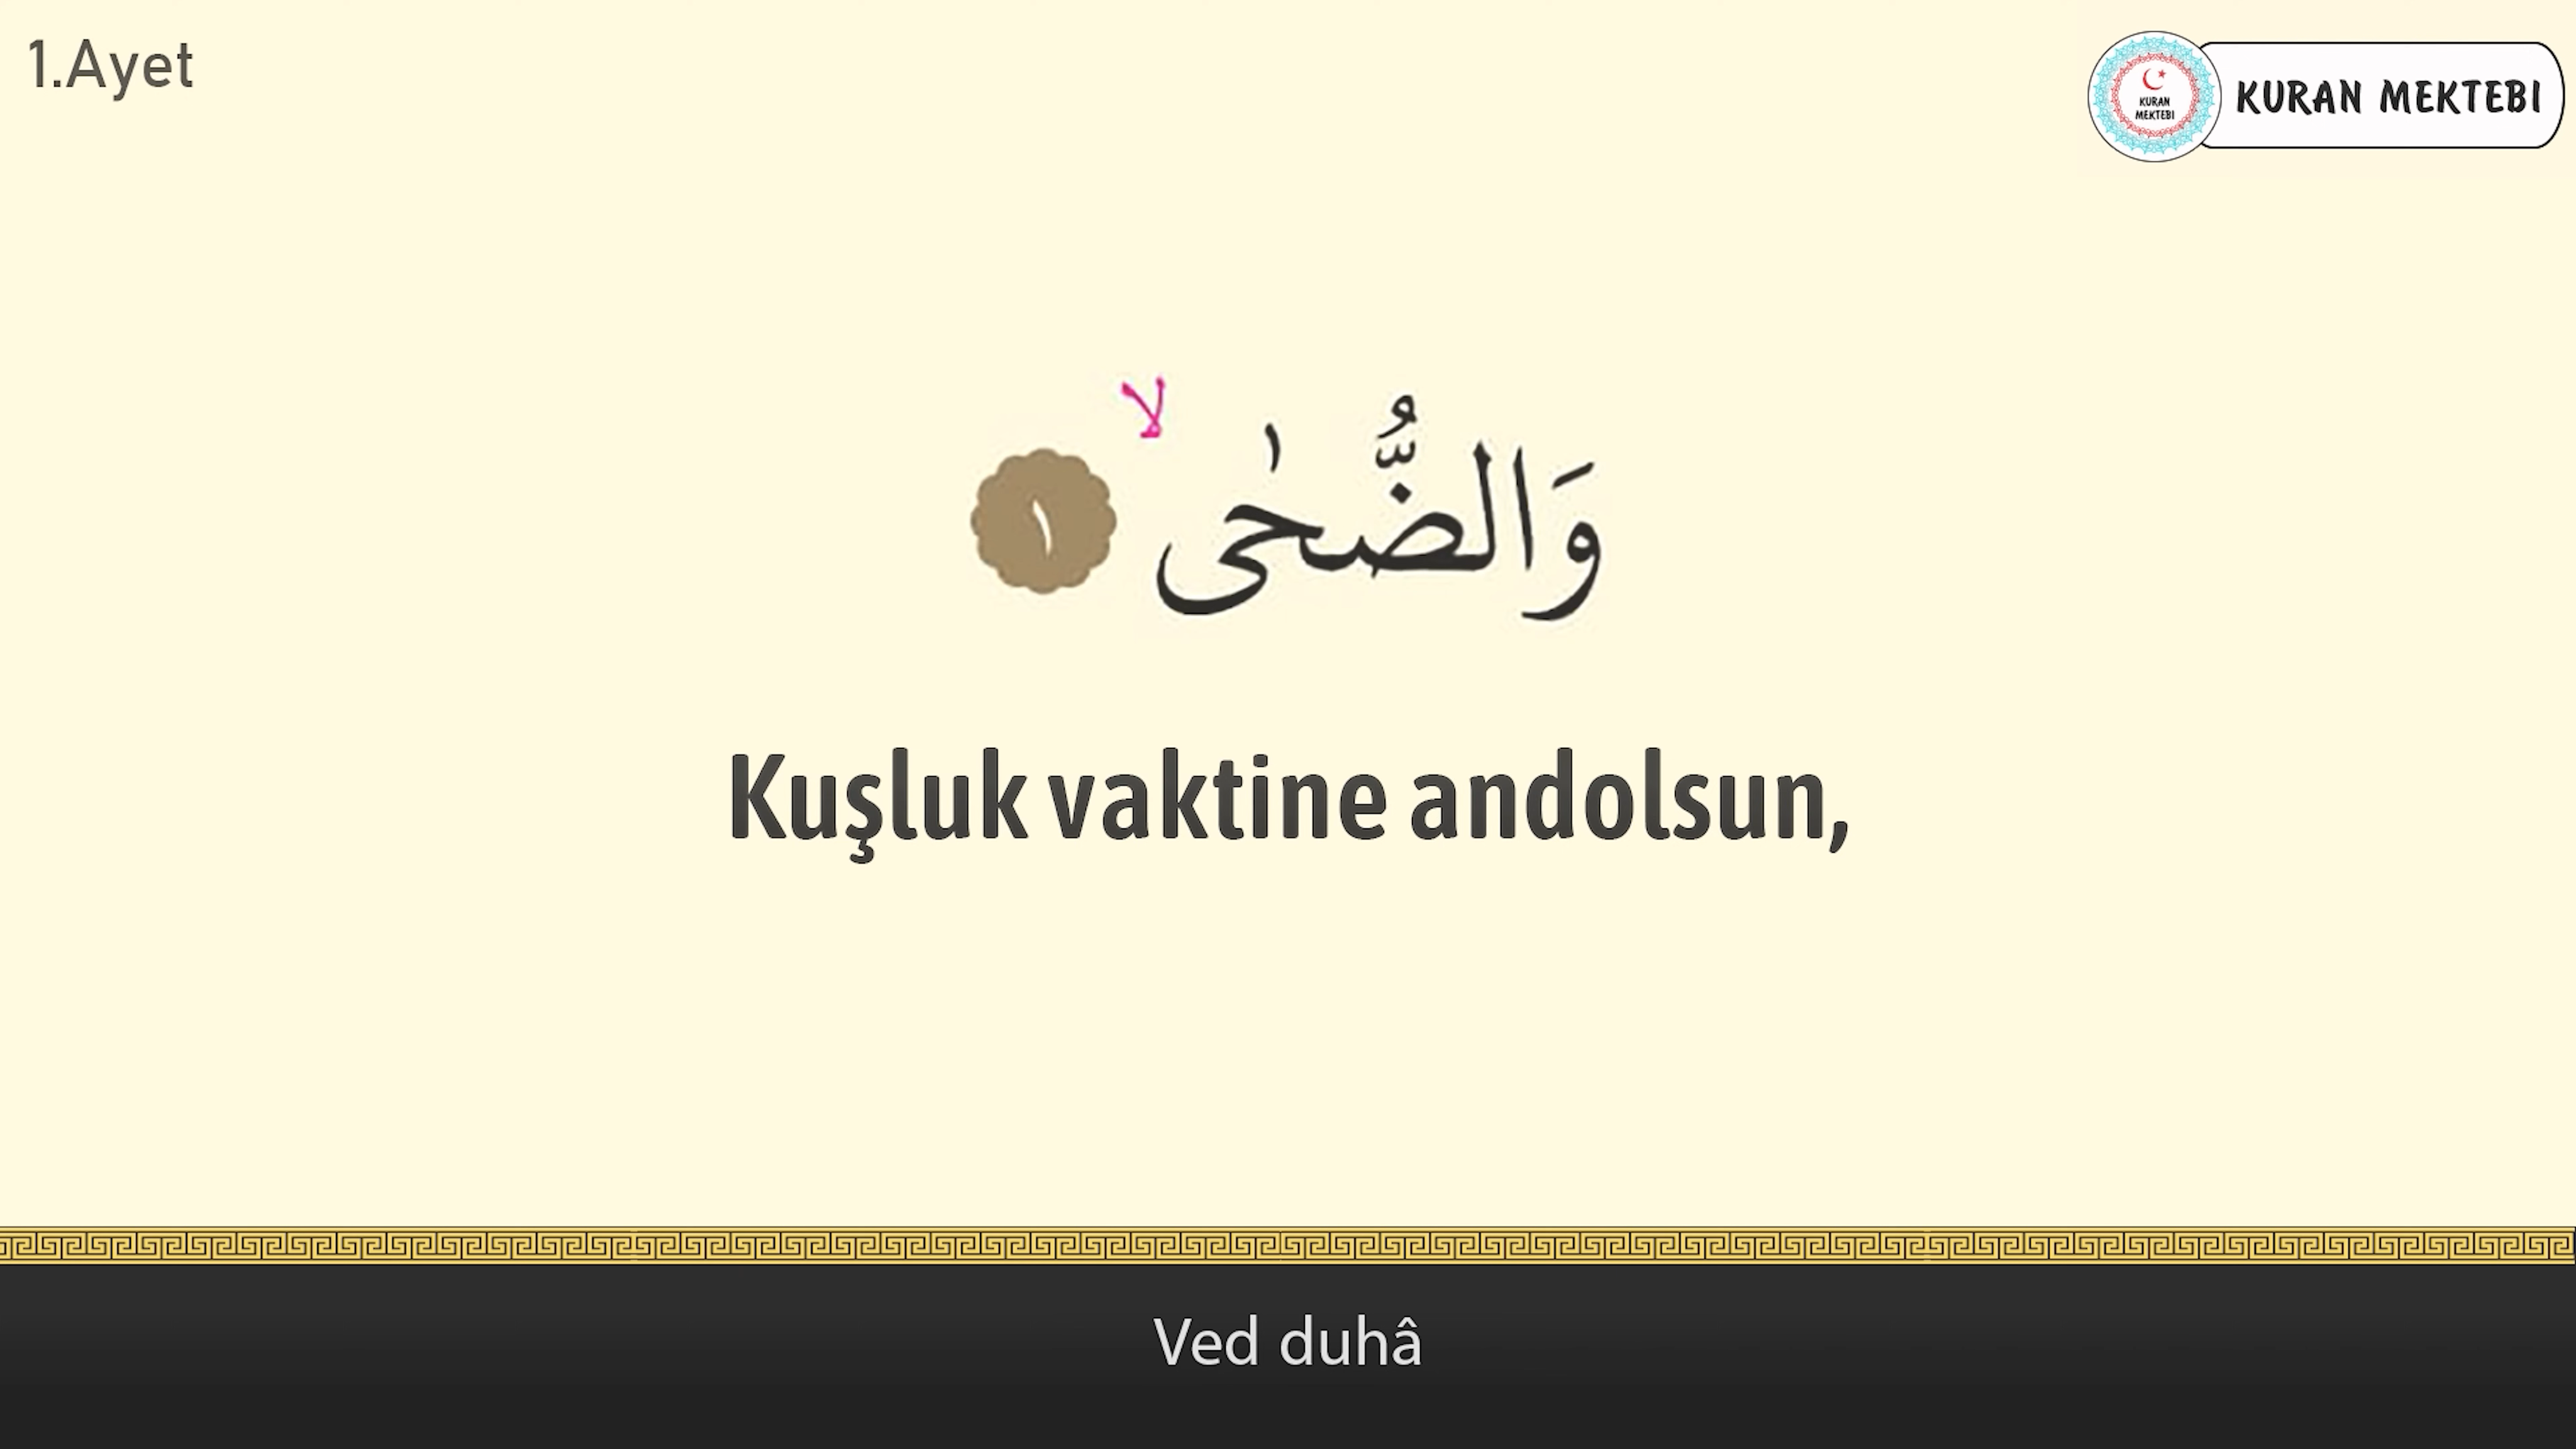 1.Ayet
KURAN
MEKTEBI
KURAN MEKTEBI
وَالضُّحٰىۙ ١
Kuşluk vaktine andolsun,
Ved duhâ